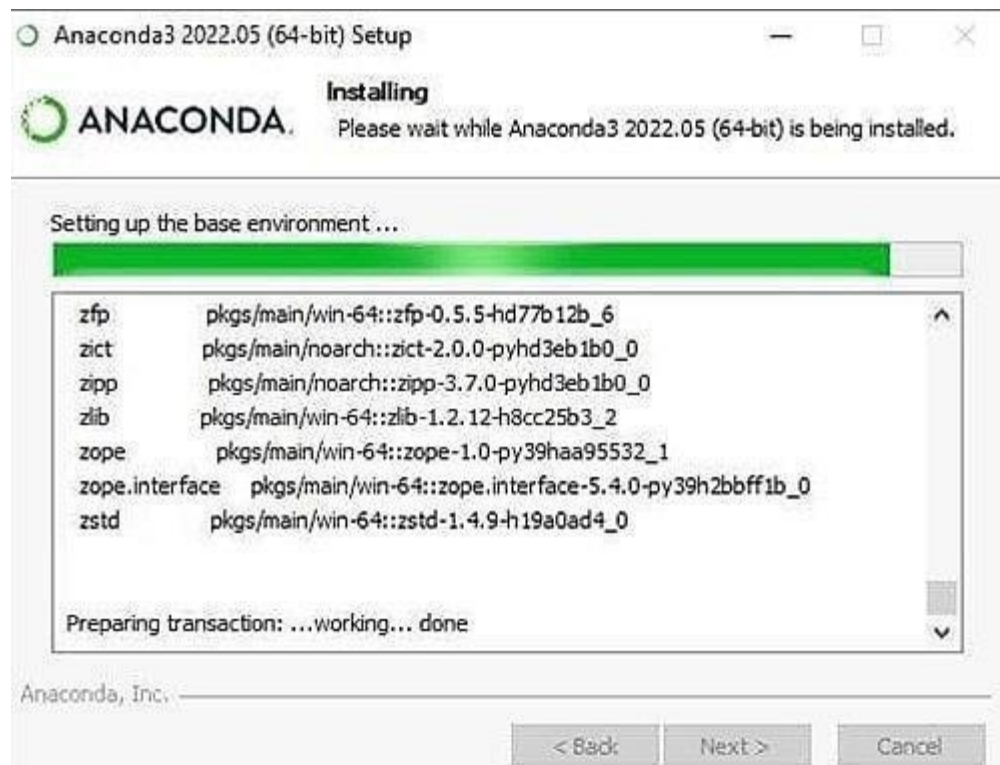 Anaconda3 2022.05 (64-bit) Setup
ANACONDA.
Installing
Please wait while Anaconda3 2022.05 (64-bit) is being installed.
Setting up the base environment ...
zfp pkgs/main/win-64::zfp-0.5.5-hd77b12b_6
zict pkgs/main/noarch::zict-2.0.0-pyhd3eb1b0_0
zipp pkgs/main/noarch::zipp-3.7.0-pyhd3eb1b0_0
zlib pkgs/main/win-64::zlib-1.2.12-h8cc25b3_2
zope pkgs/main/win-64::zope-1.0-py39haa95532_1
zope.interface pkgs/main/win-64::zope.interface-5.4.0-py39h2bbff1b_0
zstd pkgs/main/win-64::zstd-1.4.9-h19a0ad4_0
Preparing transaction: ...working... done
Anaconda, Inc.
< Back Next > Cancel